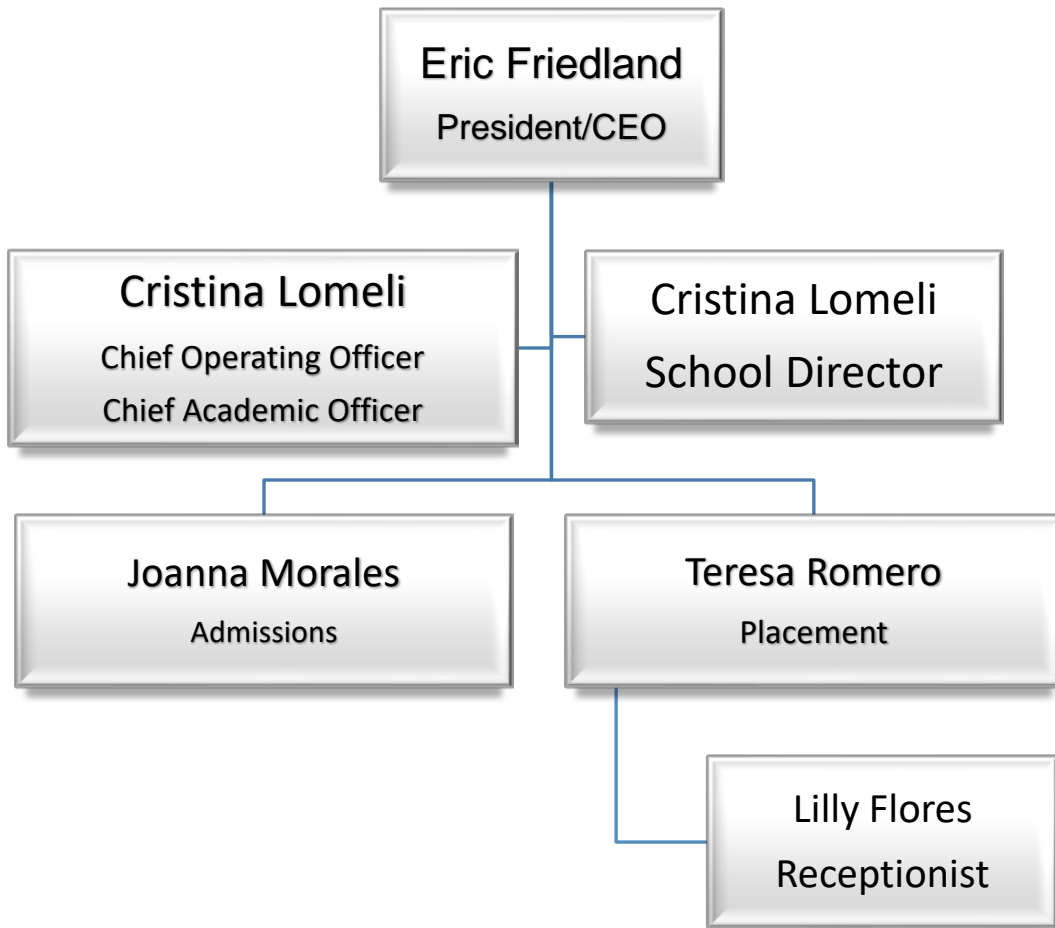 Eric Friedland
President/CEO
Cristina Lomeli
Chief Operating Officer
Chief Academic Officer
Cristina Lomeli
School Director
Joanna Morales
Admissions
Teresa Romero
Placement
Lilly Flores
Receptionist